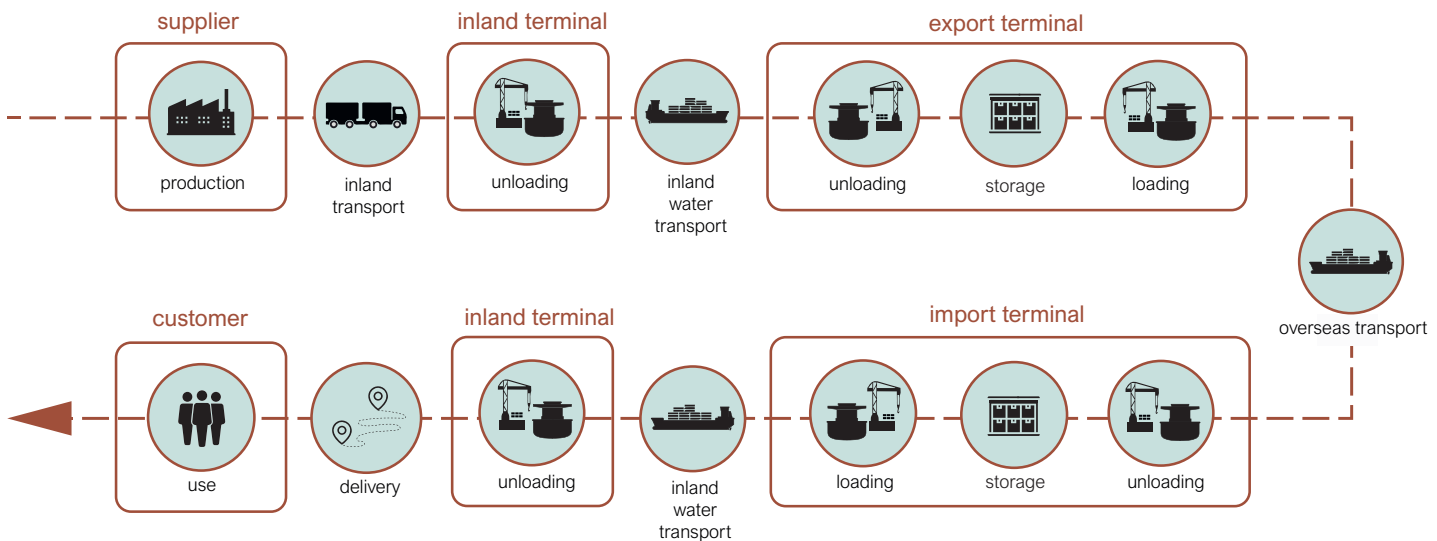 supplier
inland terminal
export terminal
production
inland
transport
unloading
inland
water
transport
unloading
storage
loading
overseas transport
customer
inland terminal
import terminal
use
delivery
unloading
inland
water
transport
loading
storage
unloading